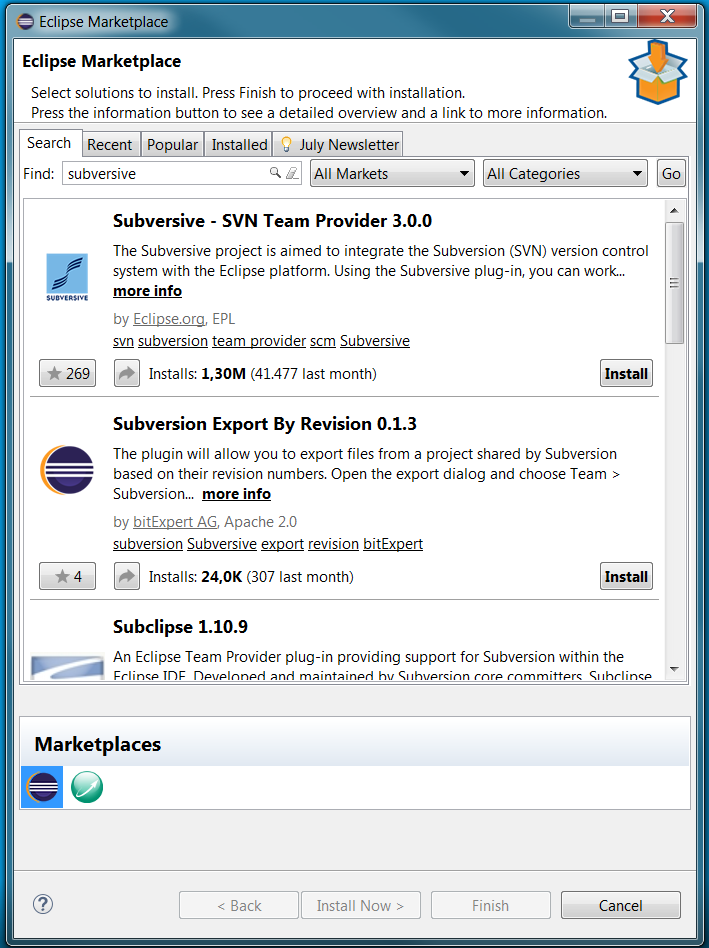 Eclipse Marketplace
Eclipse Marketplace
Select solutions to install. Press Finish to proceed with installation.
Press the information button to see a detailed overview and a link to more information.
Search Recent Popular Installed July Newsletter
Find: subversive All Markets All Categories Go
Subversive - SVN Team Provider 3.0.0
The Subversive project is aimed to integrate the Subversion (SVN) version control
system with the Eclipse platform. Using the Subversive plug-in, you can work...
more info
SUBVERSIVE
by Eclipse.org, EPL
svn subversion team provider scm Subversive
269 Installs: 1,30M (41.477 last month) Install
Subversion Export By Revision 0.1.3
The plugin will allow you to export files from a project shared by Subversion
based on their revision numbers. Open the export dialog and choose Team >
Subversion... more info
by bitExpert AG, Apache 2.0
subversion Subversive export revision bitExpert
4 Installs: 24,0K (307 last month) Install
Subclipse 1.10.9
An Eclipse Team Provider plug-in providing support for Subversion within the
Eclipse IDE. Developed and maintained by Subversion core committers, Subclipse
Marketplaces
? < Back Install Now > Finish Cancel